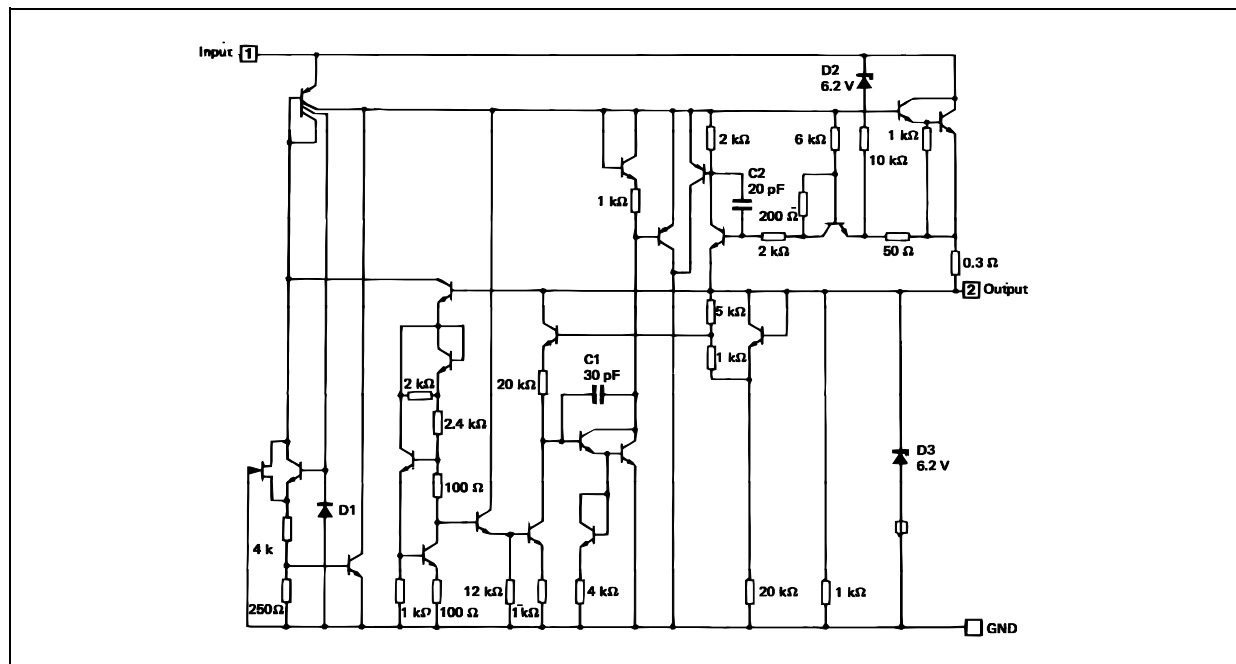 Input 1
D2
6.2 V
2 kΩ
6 kΩ
1 kΩ
10 kΩ
C2
20 pF
1 kΩ
200 Ω
2 kΩ
50 Ω
0.3 Ω
2 Output
5 kΩ
1 kΩ
C1
30 pF
2 kΩ
20 kΩ
2.4 kΩ
D3
6.2 V
100 Ω
D1
4 k
12 kΩ
4 kΩ
20 kΩ
1 kΩ
250Ω
1 kΩ
100 Ω
1 kΩ
GND